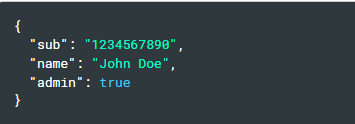 {
  "sub": "1234567890",
  "name": "John Doe",
  "admin": true
}